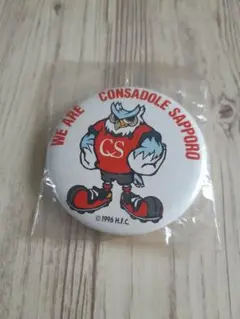 WE ARE CONSADOLE SAPPORO
CS
© 1996 H.F.C.